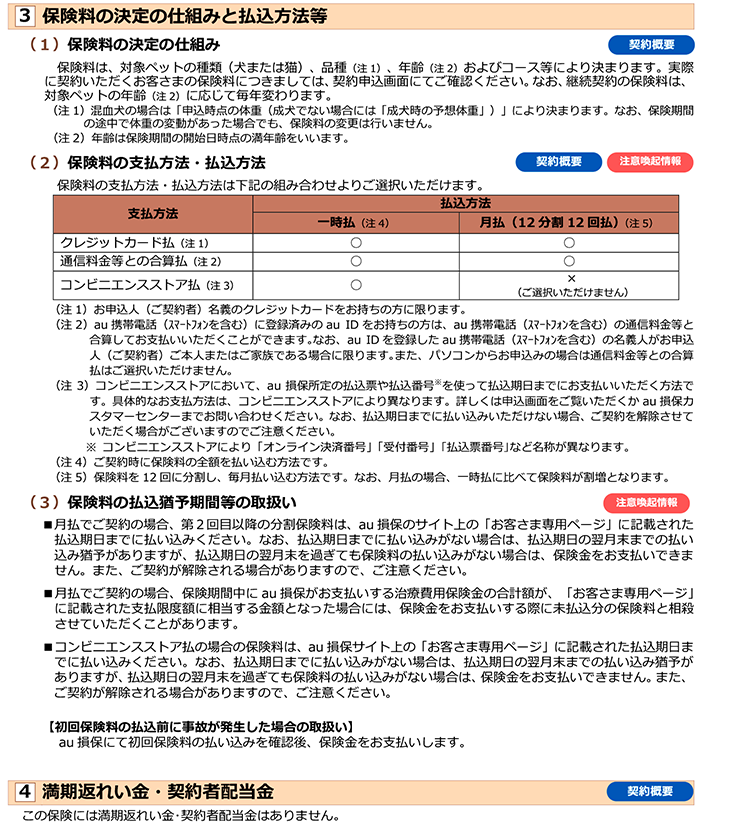 3 保険料の決定の仕組みと払込方法等
（１）保険料の決定の仕組み 契約概要
保険料は、対象ペットの種類（犬または猫）、品種（注１）、年齢（注２）およびコース等により決まります。実際
に契約いただくお客さまの保険料につきましては、契約申込画面にてご確認ください。なお、継続契約の保険料は、
対象ペットの年齢（注２）に応じて毎年変わります。
（注１）混血犬の場合は「申込時点の体重（成犬でない場合には「成犬時の予想体重」）」により決まります。なお、保険期間
の途中で体重の変動があった場合でも、保険料の変更は行いません。
（注２）年齢は保険期間の開始日時点の満年齢をいいます。
（２）保険料の支払方法・払込方法 契約概要 注意喚起情報
保険料の支払方法・払込方法は下記の組み合わせよりご選択いただけます。
支払方法 払込方法
一時払（注４） 月払（12 分割 12 回払）（注５）
クレジットカード払（注１） ○ ○
通信料金等との合算払（注２） ○ ○
コンビニエンスストア払（注３） ○ ×
（ご選択いただけません）
（注１）お申込人（ご契約者）名義のクレジットカードをお持ちの方に限ります。
（注２）au 携帯電話（ｽﾏｰﾄﾌｫﾝを含む）に登録済みの au ID をお持ちの方は、au 携帯電話（ｽﾏｰﾄﾌｫﾝを含む）の通信料金等と
合算してお支払いいただくことができます。なお、au ID を登録した au 携帯電話（ｽﾏｰﾄﾌｫﾝを含む）の名義人がお申込
人（ご契約者）ご本人またはご家族である場合に限ります。また、パソコンからお申込みの場合は通信料金等との合算
払はご選択いただけません。
（注３）コンビニエンスストアにおいて、au 損保所定の払込票や払込番号※を使って払込期日までにお支払いいただく方法で
す。具体的なお支払方法は、コンビニエンスストアにより異なります。詳しくは申込画面をご覧いただくか au 損保カ
スタマーセンターまでお問い合わせください。なお、払込期日までに払い込みいただけない場合、ご契約を解除させて
いただく場合がございますのでご注意ください。
※ コンビニエンスストアにより「オンライン決済番号」「受付番号」「払込票番号」など名称が異なります。
（注４）ご契約時に保険料の全額を払い込む方法です。
（注５）保険料を 12 回に分割し、毎月払い込む方法です。なお、月払の場合、一時払に比べて保険料が割増となります。
（３）保険料の払込猶予期間等の取扱い 注意喚起情報
■月払でご契約の場合、第２回目以降の分割保険料は、au 損保のサイト上の「お客さま専用ページ」に記載された
払込期日までに払い込みください。なお、払込期日までに払い込みがない場合は、払込期日の翌月末までの払い
込み猶予がありますが、払込期日の翌月末を過ぎても保険料の払い込みがない場合は、保険金をお支払いできま
せん。また、ご契約が解除される場合がありますので、ご注意ください。
■月払でご契約の場合、保険期間中に au 損保がお支払いする治療費用保険金の合計額が、「お客さま専用ページ」
に記載された支払限度額に相当する金額となった場合には、保険金をお支払いする際に未払込分の保険料と相殺
させていただくことがあります。
■コンビニエンスストア払の場合の保険料は、au 損保サイト上の「お客さま専用ページ」に記載された払込期日ま
でに払い込みください。なお、払込期日までに払い込みがない場合は、払込期日の翌月末までの払い込み猶予が
ありますが、払込期日の翌月末を過ぎても保険料の払い込みがない場合は、保険金をお支払いできません。また、
ご契約が解除される場合がありますので、ご注意ください。
【初回保険料の払込前に事故が発生した場合の取扱い】
au 損保にて初回保険料の払い込みを確認後、保険金をお支払いします。
4 満期返れい金・契約者配当金 契約概要
この保険には満期返れい金・契約者配当金はありません。